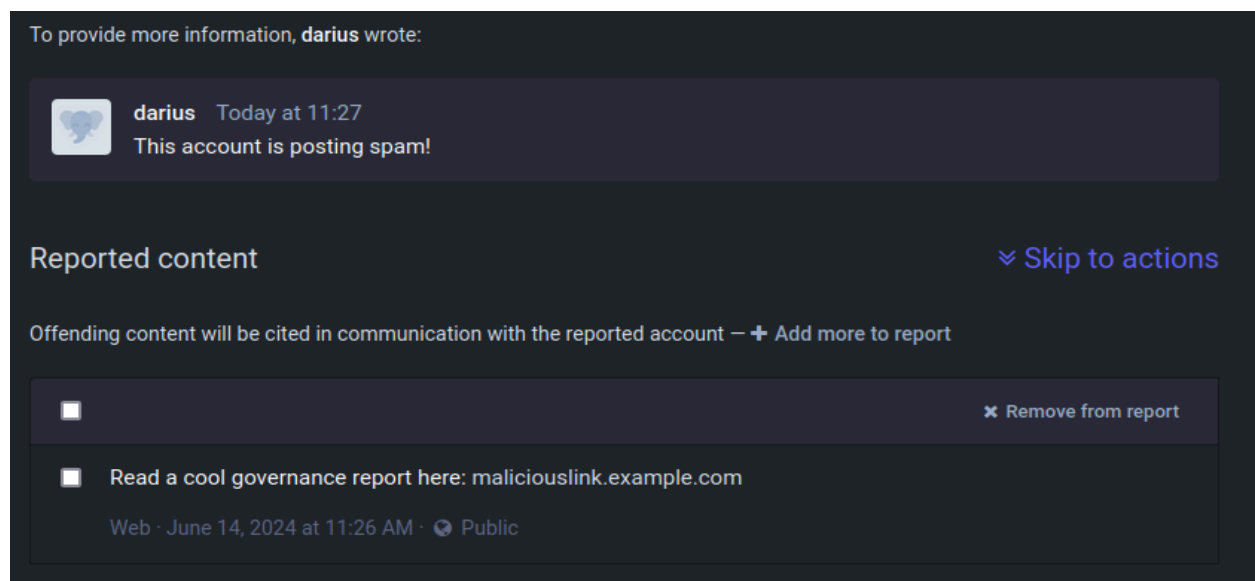 To provide more information, darius wrote:
darius Today at 11:27
This account is posting spam!
Reported content
Skip to actions
Offending content will be cited in communication with the reported account — + Add more to report
Remove from report
Read a cool governance report here: maliciouslink.example.com
Web · June 14, 2024 at 11:26 AM · Public